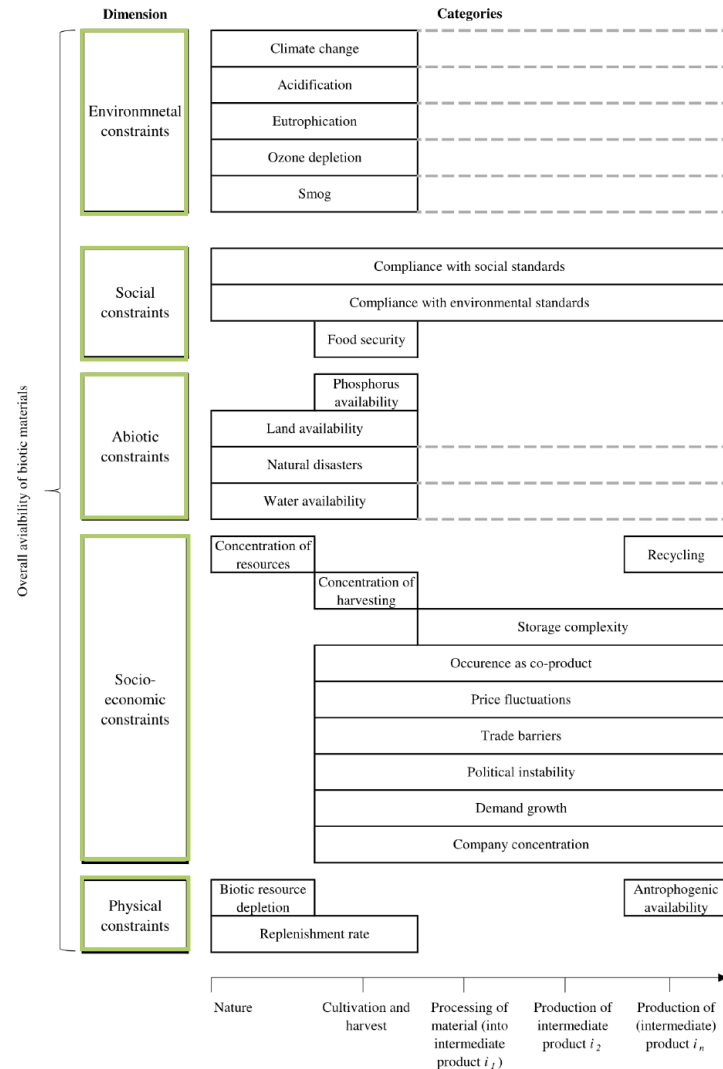 Dimension
Categories
Overall avialbility of biotic materials
Environmnetal
constraints
Climate change
Acidification
Eutrophication
Ozone depletion
Smog
Social
constraints
Compliance with social standards
Compliance with environmental standards
Food security
Abiotic
constraints
Phosphorus
availability
Land availability
Natural disasters
Water availability
Socio-
economic
constraints
Concentration of
resources
Recycling
Concentration of
harvesting
Storage complexity
Occurence as co-product
Price fluctuations
Trade barriers
Political instability
Demand growth
Company concentration
Physical
constraints
Biotic resource
depletion
Antrophogenic
availability
Replenishment rate
Nature
Cultivation and
harvest
Processing of
material (into
intermediate
product i₁ )
Production of
intermediate
product i₂
Production of
(intermediate)
product iₙ